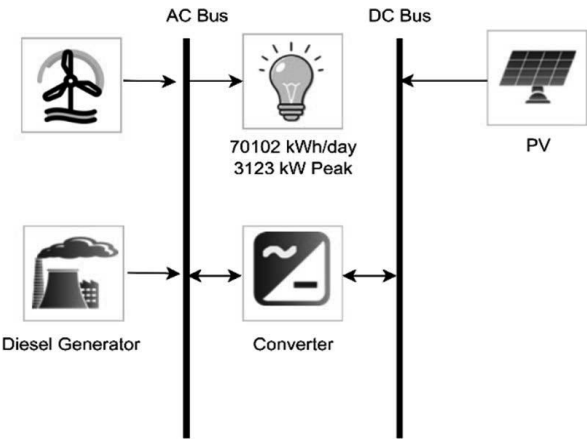 AC Bus
DC Bus
70102 kWh/day
3123 kW Peak
PV
Diesel Generator
Converter